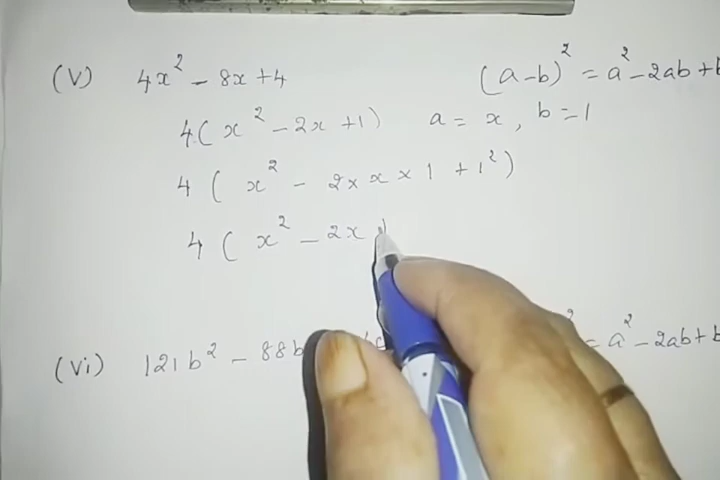 (V) 4x² - 8x + 4 (a-b)² = a² - 2ab + b
4(x² - 2x + 1) a = x, b = 1
4(x² - 2 × x × 1 + 1²)
4(x² - 2x
(Vi) 121b² - 88b ² = a² - 2ab + b